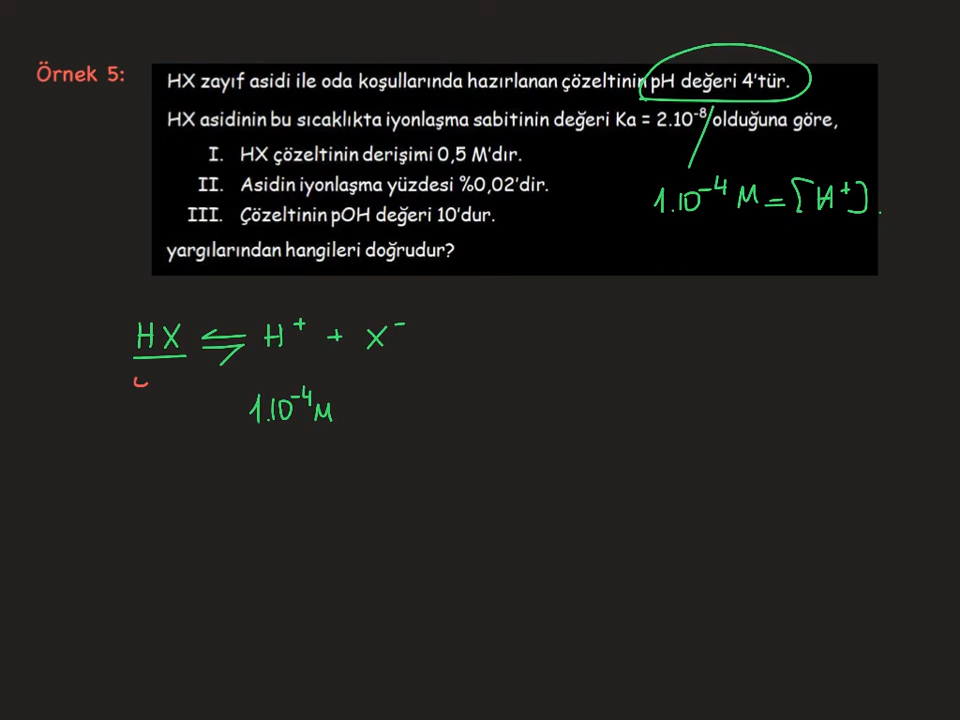 Örnek 5:
HX zayıf asidi ile oda koşullarında hazırlanan çözeltinin pH değeri 4'tür.
HX asidinin bu sıcaklıkta iyonlaşma sabitinin değeri Ka = 2.10⁻⁸ olduğuna göre,
I. HX çözeltinin derişimi 0,5 M'dır.
II. Asidin iyonlaşma yüzdesi %0,02'dir.
III. Çözeltinin pOH değeri 10'dur.
1.10⁻⁴ M = [H⁺].
yargılarından hangileri doğrudur?
HX ⇌ H⁺ + X⁻
1.10⁻⁴ M